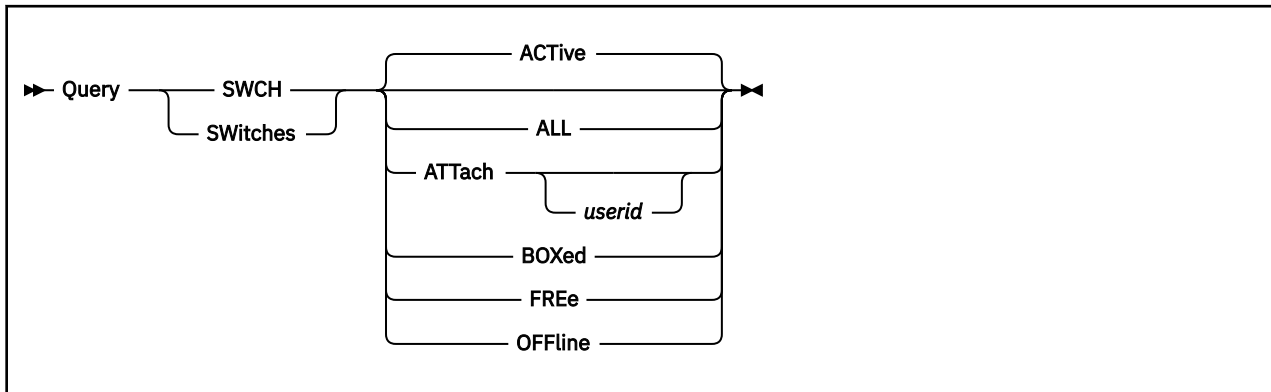 ACTive
Query SWCH
SWitches
ALL
ATTach
userid
BOXed
FREe
OFFline